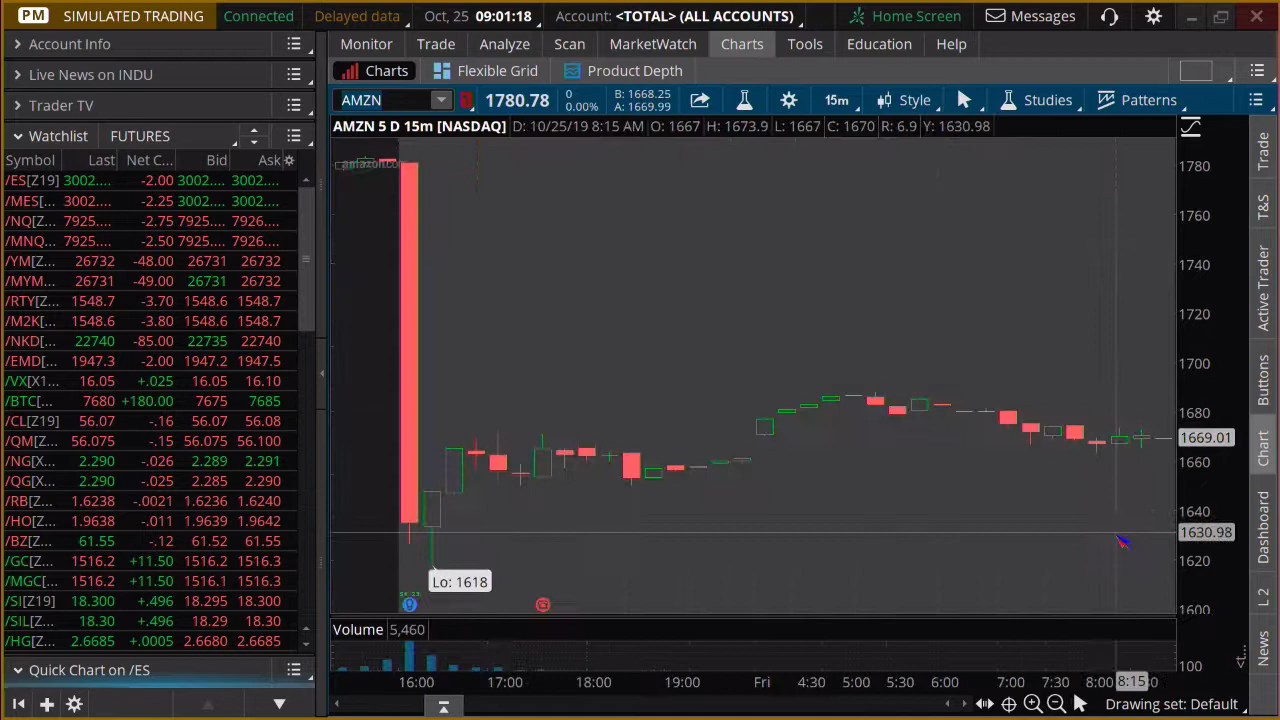 PM SIMULATED TRADING Connected Delayed data Oct, 25 09:01:18 Account: <TOTAL> (ALL ACCOUNTS) Home Screen Messages
Account Info
Live News on INDU
Trader TV
Watchlist FUTURES
Symbol Last Net C... Bid Ask
/ES[Z19] 3002.... -2.00 3002.... 3002....
/MES[... 3002.... -2.25 3002.... 3002....
/NQ[Z... 7925.... -2.75 7925.... 7926....
/MNQ... 7925.... -2.50 7925.... 7926....
/YM[Z... 26732 -48.00 26731 26732
/MYM... 26731 -49.00 26731 26732
/RTY[Z... 1548.7 -3.70 1548.6 1548.7
/M2K[... 1548.6 -3.80 1548.6 1548.7
/NKD[... 22740 -85.00 22735 22740
/EMD[... 1947.3 -2.00 1947.2 1947.5
/VX[X1... 16.05 +.025 16.05 16.10
/BTC[... 7680 +180.00 7675 7685
/CL[Z19] 56.07 -.16 56.07 56.08
/QM[Z... 56.075 -.15 56.075 56.100
/NG[X... 2.290 -.026 2.289 2.291
/QG[X... 2.290 -.025 2.285 2.290
/RB[Z... 1.6238 -.0021 1.6236 1.6240
/HO[Z... 1.9638 -.011 1.9639 1.9642
/BZ[Z... 61.55 -.12 61.52 61.55
/GC[Z... 1516.2 +11.50 1516.2 1516.3
/MGC[... 1516.2 +11.50 1516.1 1516.3
/SI[Z19] 18.300 +.496 18.295 18.300
/SIL[Z... 18.30 +.496 18.29 18.30
/HG[Z... 2.6685 +.0005 2.6680 2.6685
Quick Chart on /ES
Monitor Trade Analyze Scan MarketWatch Charts Tools Education Help
Charts Flexible Grid Product Depth
AMZN 1780.78 0 0.00% B: 1668.25 A: 1669.99 15m Style Studies Patterns
AMZN 5 D 15m [NASDAQ] D: 10/25/19 8:15 AM O: 1667 H: 1673.9 L: 1667 C: 1670 R: 6.9 Y: 1630.98
amazon.com
1780
1760
1740
1720
1700
1680
1669.01
1660
1640
1630.98
1620
1600
Lo: 1618
Volume 5,460
100
16:00 17:00 18:00 19:00 Fri 4:30 5:00 5:30 6:00 7:00 7:30 8:00 8:15
Drawing set: Default
Trade
T&S
Active Trader
Buttons
Chart
Dashboard
L 2
News